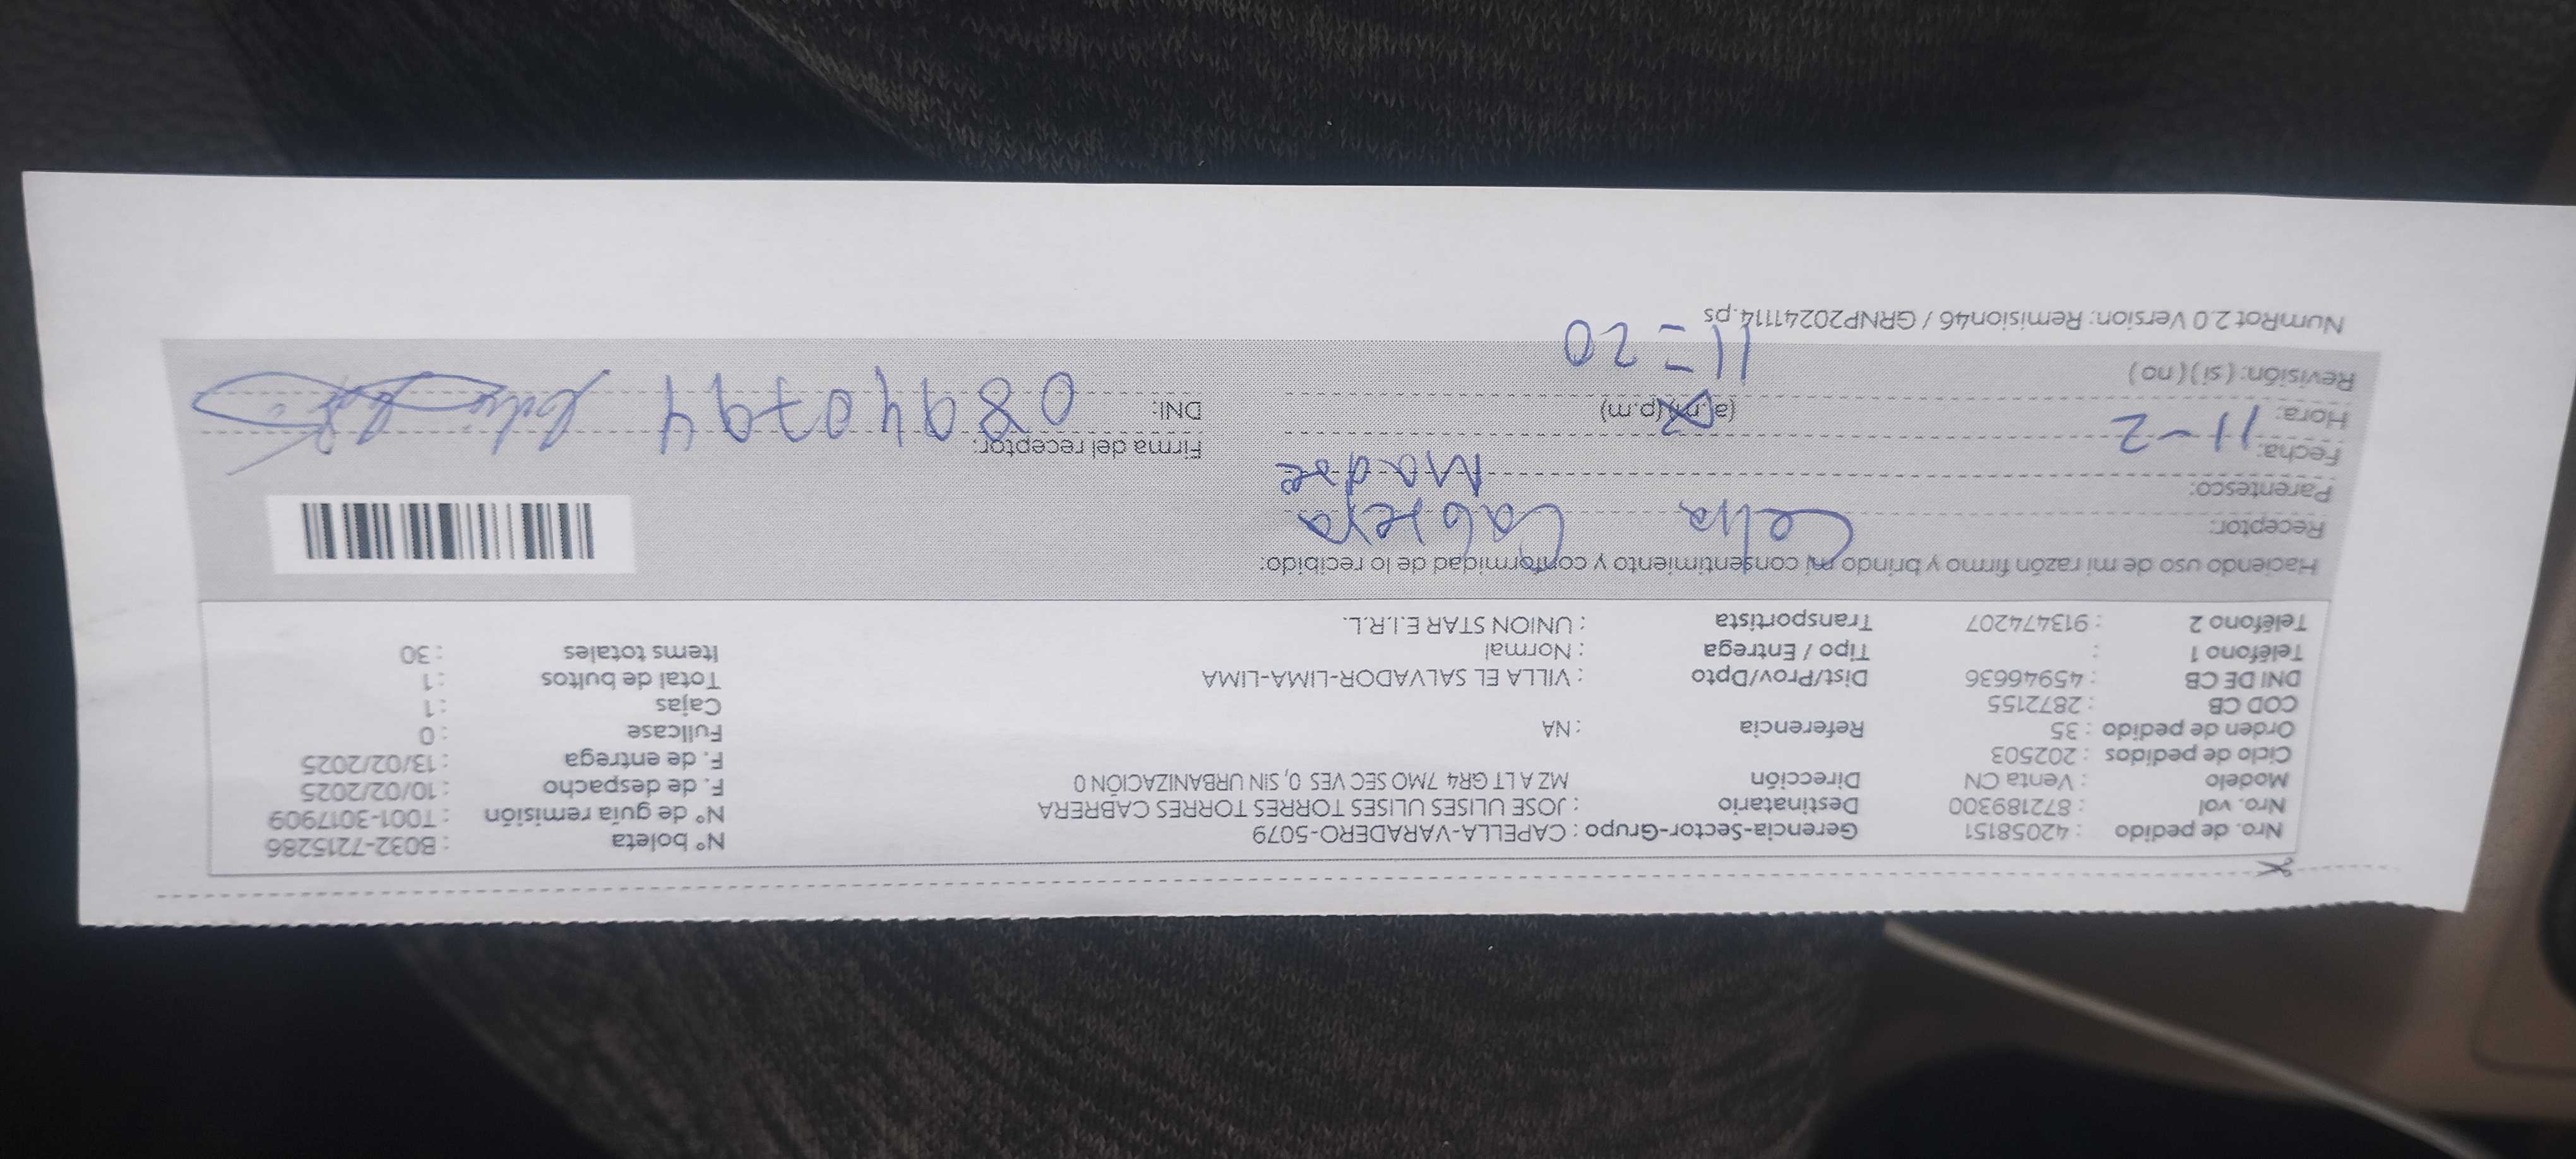 Nro. de pedido : 42058151 Gerencia-Sector-Grupo : CAPELLA-VARADERO-5079 N° boleta : B032-7215286
Nro. vol : 872189300 Destinatario : JOSE ULISES ULISES TORRES TORRES CABRERA N° de guía remisión : T001-3017909
Modelo : Venta CN Dirección MZ A LT GR4 7MO SEC VES 0, SIN URBANIZACIÓN 0 F. de despacho : 10/02/2025
Ciclo de pedidos : 202503 F. de entrega : 13/02/2025
Orden de pedido : 35 Referencia : NA Fullcase : 0
COD CB : 2872155 Cajas : 1
DNI DE CB : 45946636 Dist/Prov/Dpto : VILLA EL SALVADOR-LIMA-LIMA Total de bultos : 1
Teléfono 1 : Tipo / Entrega : Normal Items totales : 30
Teléfono 2 : 913474207 Transportista : UNION STAR E.I.R.L.
Haciendo uso de mi razón firmo y brindo mi consentimiento y conformidad de lo recibido:
Receptor: Celia Cabrera
Parentesco: Madre
Fecha: 11-2 Firma del receptor:
Hora: (a.m) (p.m) DNI: 08940794
11=20
Revisión: ( si ) ( no )
NumRot 2.0 Version: Remision46 / GRNP20241114.ps